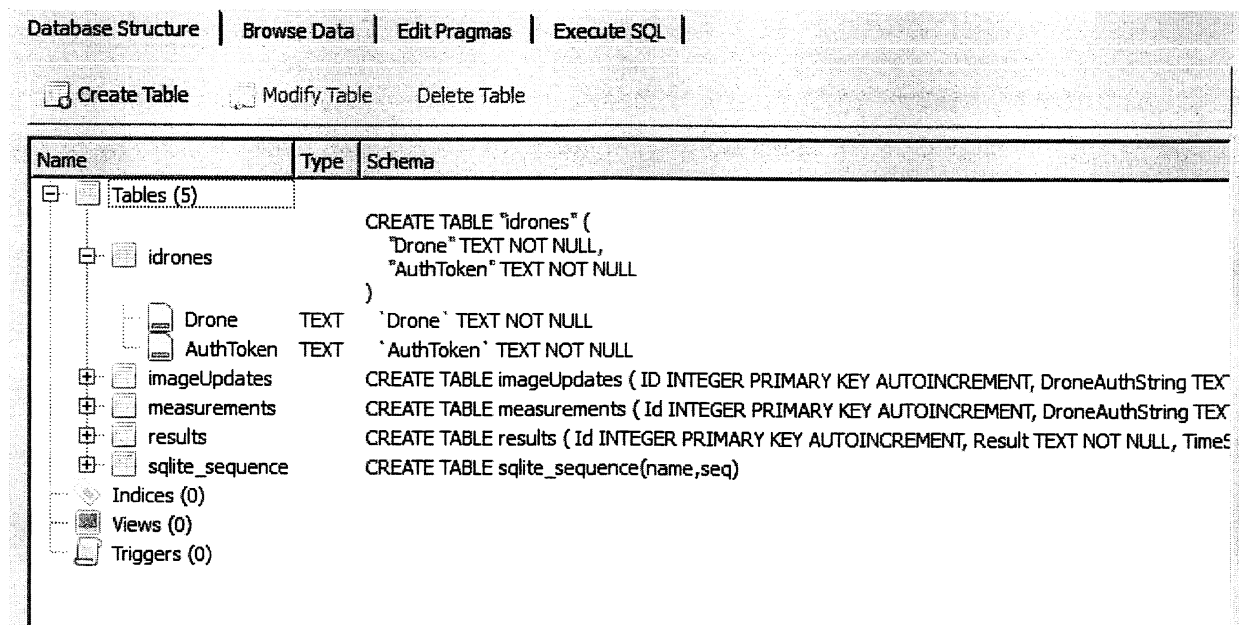 Database Structure Browse Data Edit Pragmas Execute SQL
Create Table Modify Table Delete Table
Name Type Schema
Tables (5)
CREATE TABLE "idrones" (
"Drone" TEXT NOT NULL,
idrones "AuthToken" TEXT NOT NULL
)
Drone TEXT `Drone` TEXT NOT NULL
AuthToken TEXT `AuthToken` TEXT NOT NULL
imageUpdates CREATE TABLE imageUpdates ( ID INTEGER PRIMARY KEY AUTOINCREMENT, DroneAuthString TEXT
measurements CREATE TABLE measurements ( Id INTEGER PRIMARY KEY AUTOINCREMENT, DroneAuthString TEX
results CREATE TABLE results ( Id INTEGER PRIMARY KEY AUTOINCREMENT, Result TEXT NOT NULL, TimeS
sqlite_sequence CREATE TABLE sqlite_sequence(name,seq)
Indices (0)
Views (0)
Triggers (0)